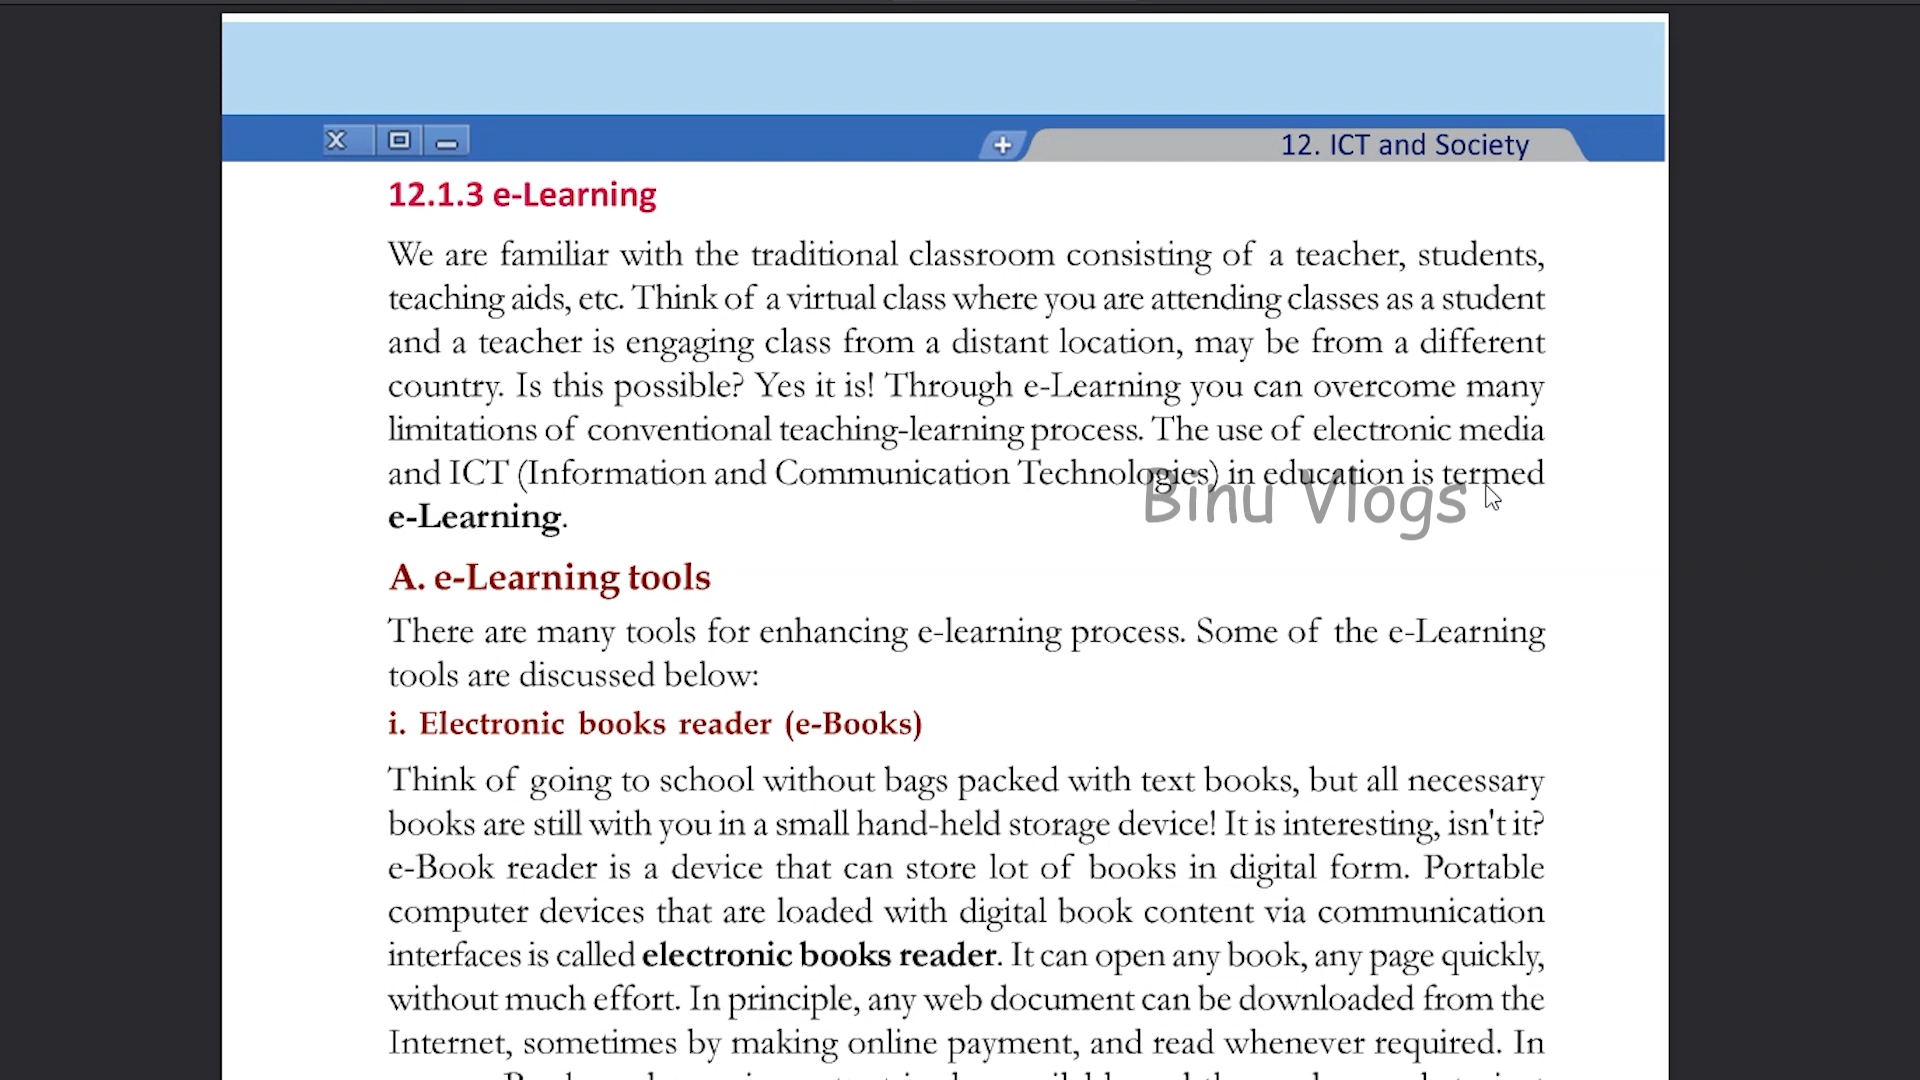 12. ICT and Society
12.1.3 e-Learning
We are familiar with the traditional classroom consisting of a teacher, students,
teaching aids, etc. Think of a virtual class where you are attending classes as a student
and a teacher is engaging class from a distant location, may be from a different
country. Is this possible? Yes it is! Through e-Learning you can overcome many
limitations of conventional teaching-learning process. The use of electronic media
and ICT (Information and Communication Technologies) in education is termed
Binu Vlogs
e-Learning.
A. e-Learning tools
There are many tools for enhancing e-learning process. Some of the e-Learning
tools are discussed below:
i. Electronic books reader (e-Books)
Think of going to school without bags packed with text books, but all necessary
books are still with you in a small hand-held storage device! It is interesting, isn't it?
e-Book reader is a device that can store lot of books in digital form. Portable
computer devices that are loaded with digital book content via communication
interfaces is called electronic books reader. It can open any book, any page quickly,
without much effort. In principle, any web document can be downloaded from the
Internet, sometimes by making online payment, and read whenever required. In